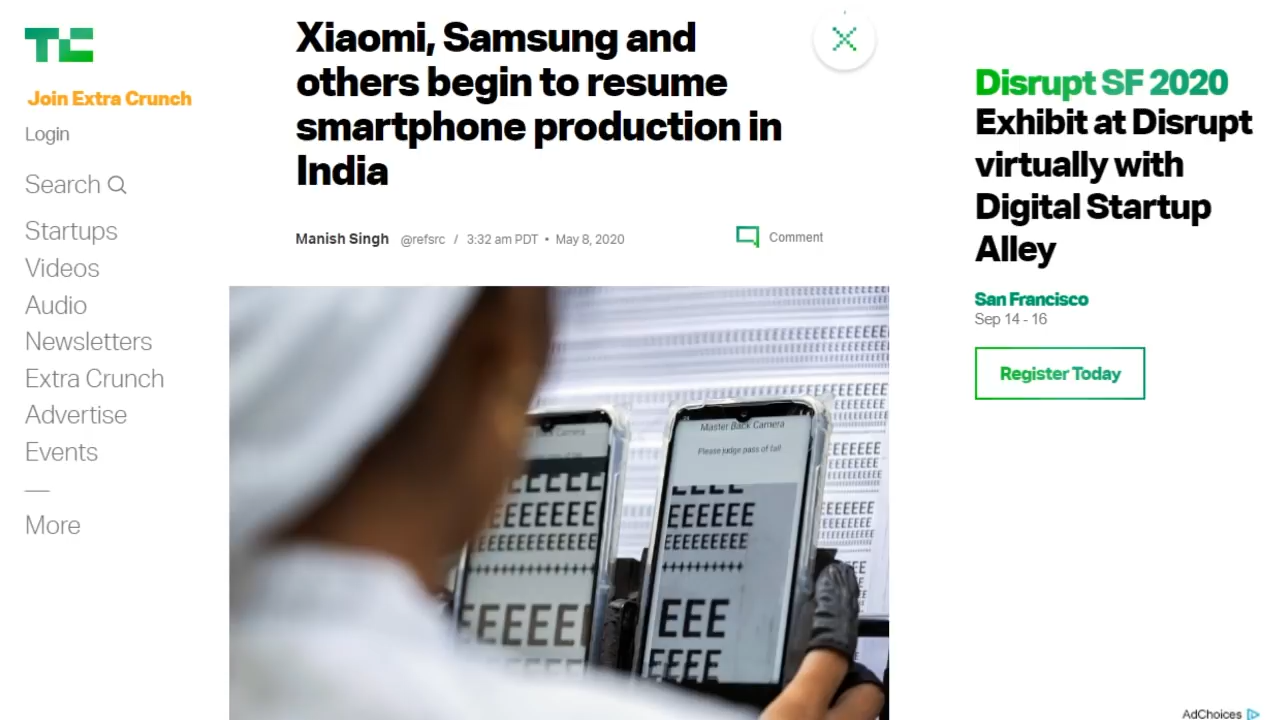 TC
Join Extra Crunch
Login
Search
Startups
Videos
Audio
Newsletters
Extra Crunch
Advertise
Events
—
More
Xiaomi, Samsung and
others begin to resume
smartphone production in
India
Manish Singh @refsrc / 3:32 am PDT • May 8, 2020
Comment
Master Back Camera
Please judge pass of fail
EEEEEE
EEE
EEEE
Disrupt SF 2020
Exhibit at Disrupt
virtually with
Digital Startup
Alley
San Francisco
Sep 14 - 16
Register Today
AdChoices